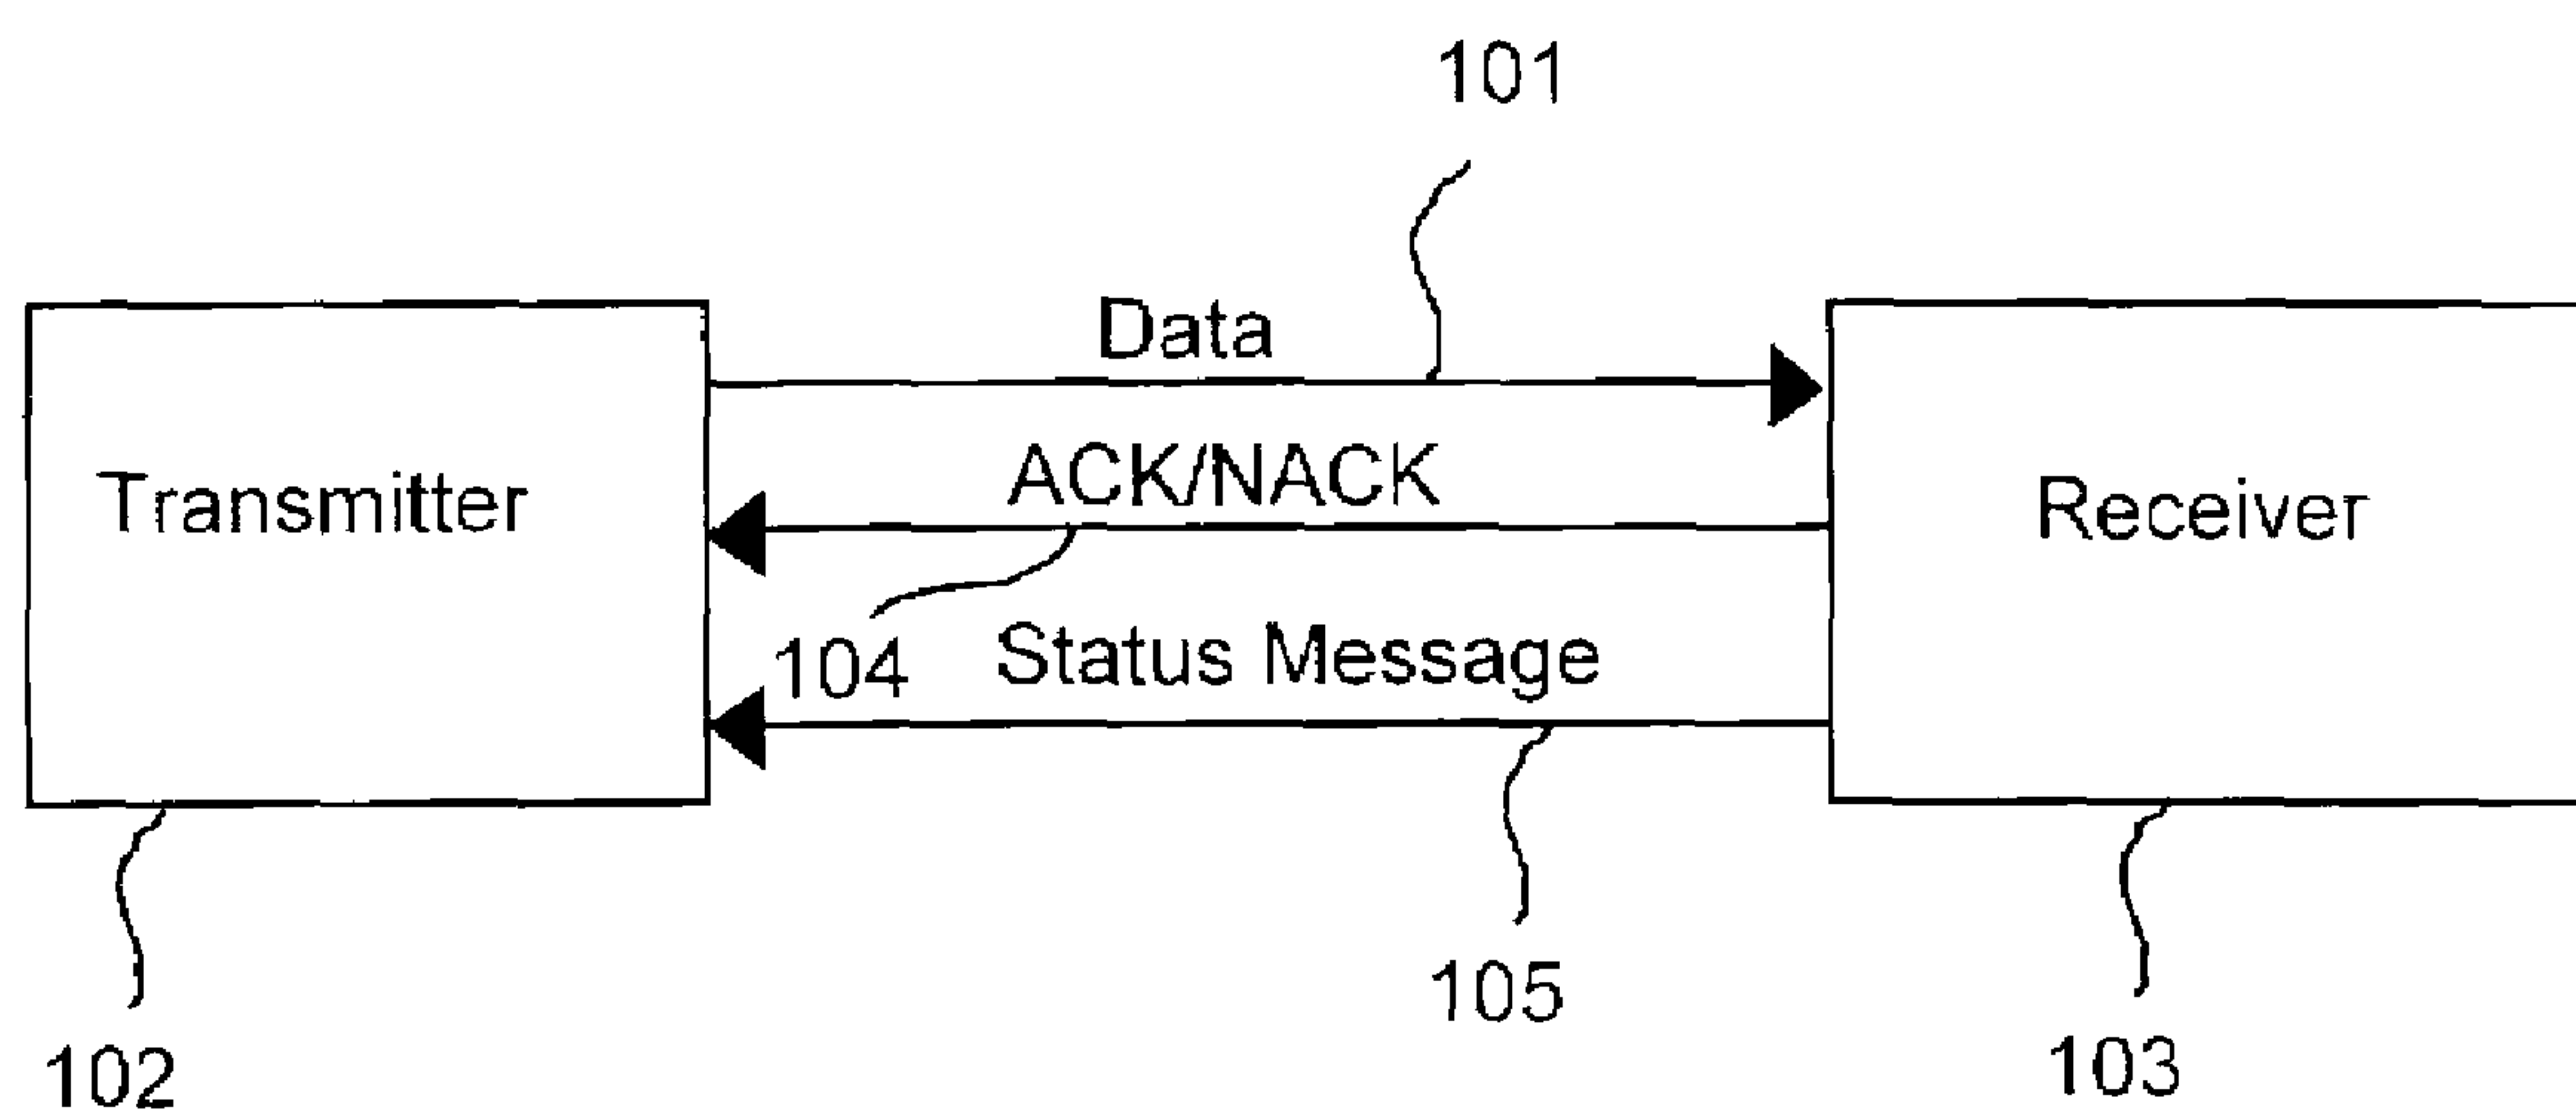 101
Data
ACK/NACK
Transmitter
Receiver
104
Status Message
105
102
103